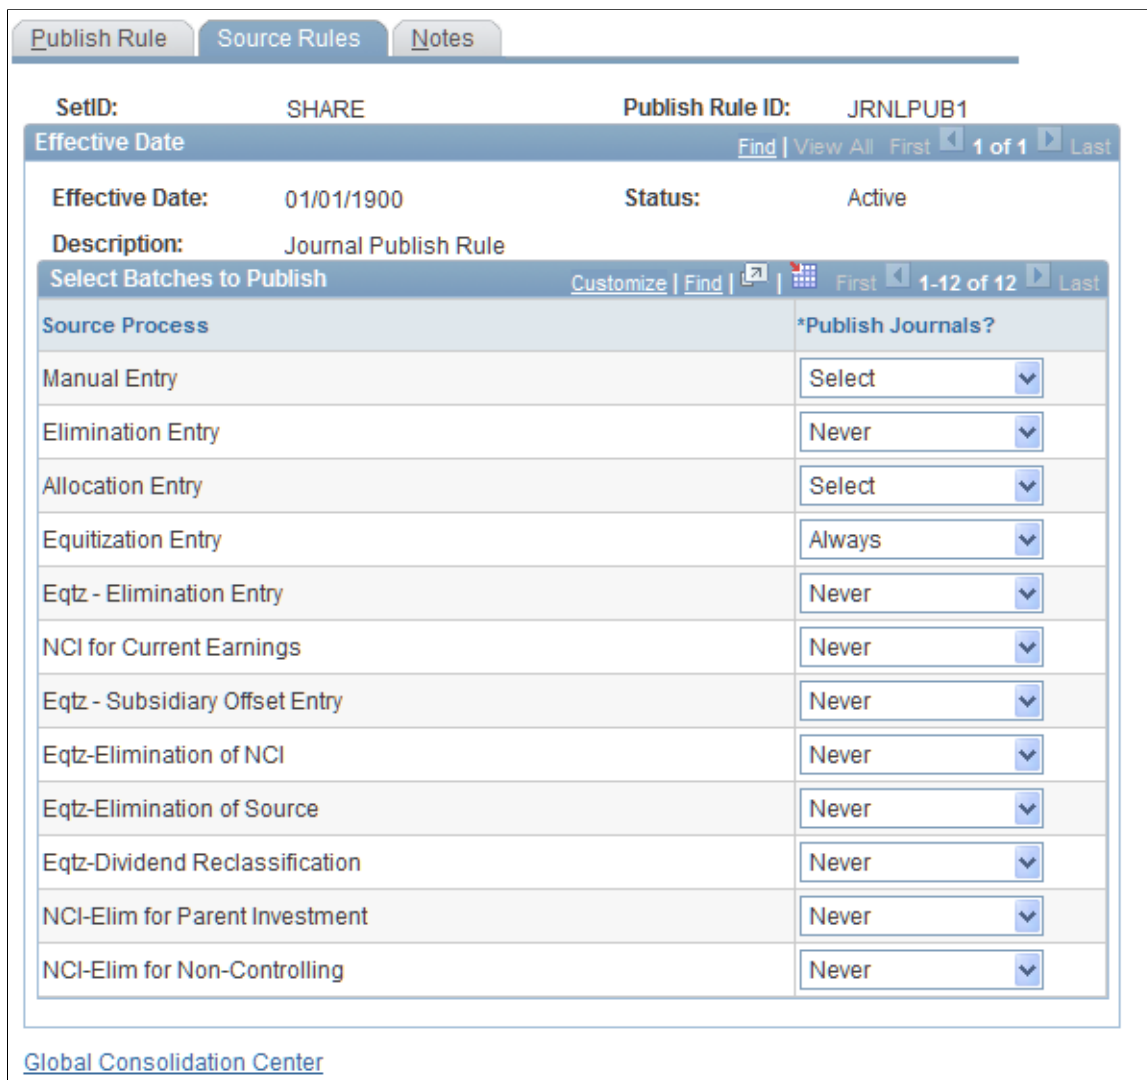 Publish Rule Source Rules Notes
SetID: SHARE Publish Rule ID: JRNLPUB1
Effective Date Find | View All First 1 of 1 Last
Effective Date: 01/01/1900 Status: Active
Description: Journal Publish Rule
Select Batches to Publish Customize | Find | | First 1-12 of 12 Last
Source Process *Publish Journals?
Manual Entry Select
Elimination Entry Never
Allocation Entry Select
Equitization Entry Always
Eqtz - Elimination Entry Never
NCI for Current Earnings Never
Eqtz - Subsidiary Offset Entry Never
Eqtz-Elimination of NCI Never
Eqtz-Elimination of Source Never
Eqtz-Dividend Reclassification Never
NCI-Elim for Parent Investment Never
NCI-Elim for Non-Controlling Never
Global Consolidation Center